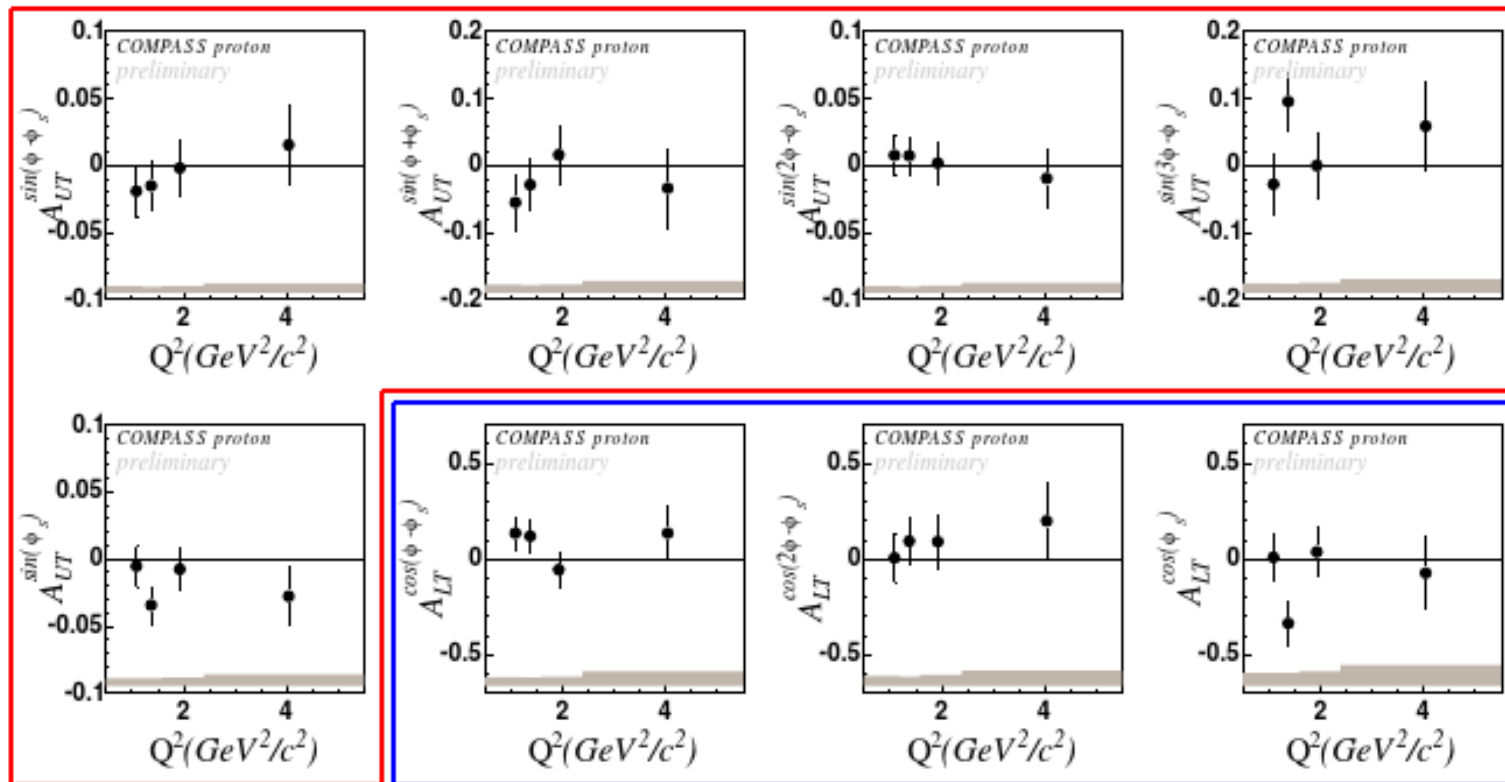 0.1 0.05 0 -0.05 -0.1
COMPASS proton
preliminary
A_UT^sin(ϕ-ϕ_s)
2 4
Q²(GeV²/c²)
0.2 0.1 0 -0.1 -0.2
COMPASS proton
preliminary
A_UT^sin(ϕ+ϕ_s)
2 4
Q²(GeV²/c²)
0.1 0.05 0 -0.05 -0.1
COMPASS proton
preliminary
A_UT^sin(2ϕ-ϕ_s)
2 4
Q²(GeV²/c²)
0.2 0.1 0 -0.1 -0.2
COMPASS proton
preliminary
A_UT^sin(3ϕ-ϕ_s)
2 4
Q²(GeV²/c²)
0.1 0.05 0 -0.05 -0.1
COMPASS proton
preliminary
A_UT^sin(ϕ_s)
2 4
Q²(GeV²/c²)
0.5 0 -0.5
COMPASS proton
preliminary
A_LT^cos(ϕ-ϕ_s)
2 4
Q²(GeV²/c²)
0.5 0 -0.5
COMPASS proton
preliminary
A_LT^cos(2ϕ-ϕ_s)
2 4
Q²(GeV²/c²)
0.5 0 -0.5
COMPASS proton
preliminary
A_LT^cos(ϕ_s)
2 4
Q²(GeV²/c²)